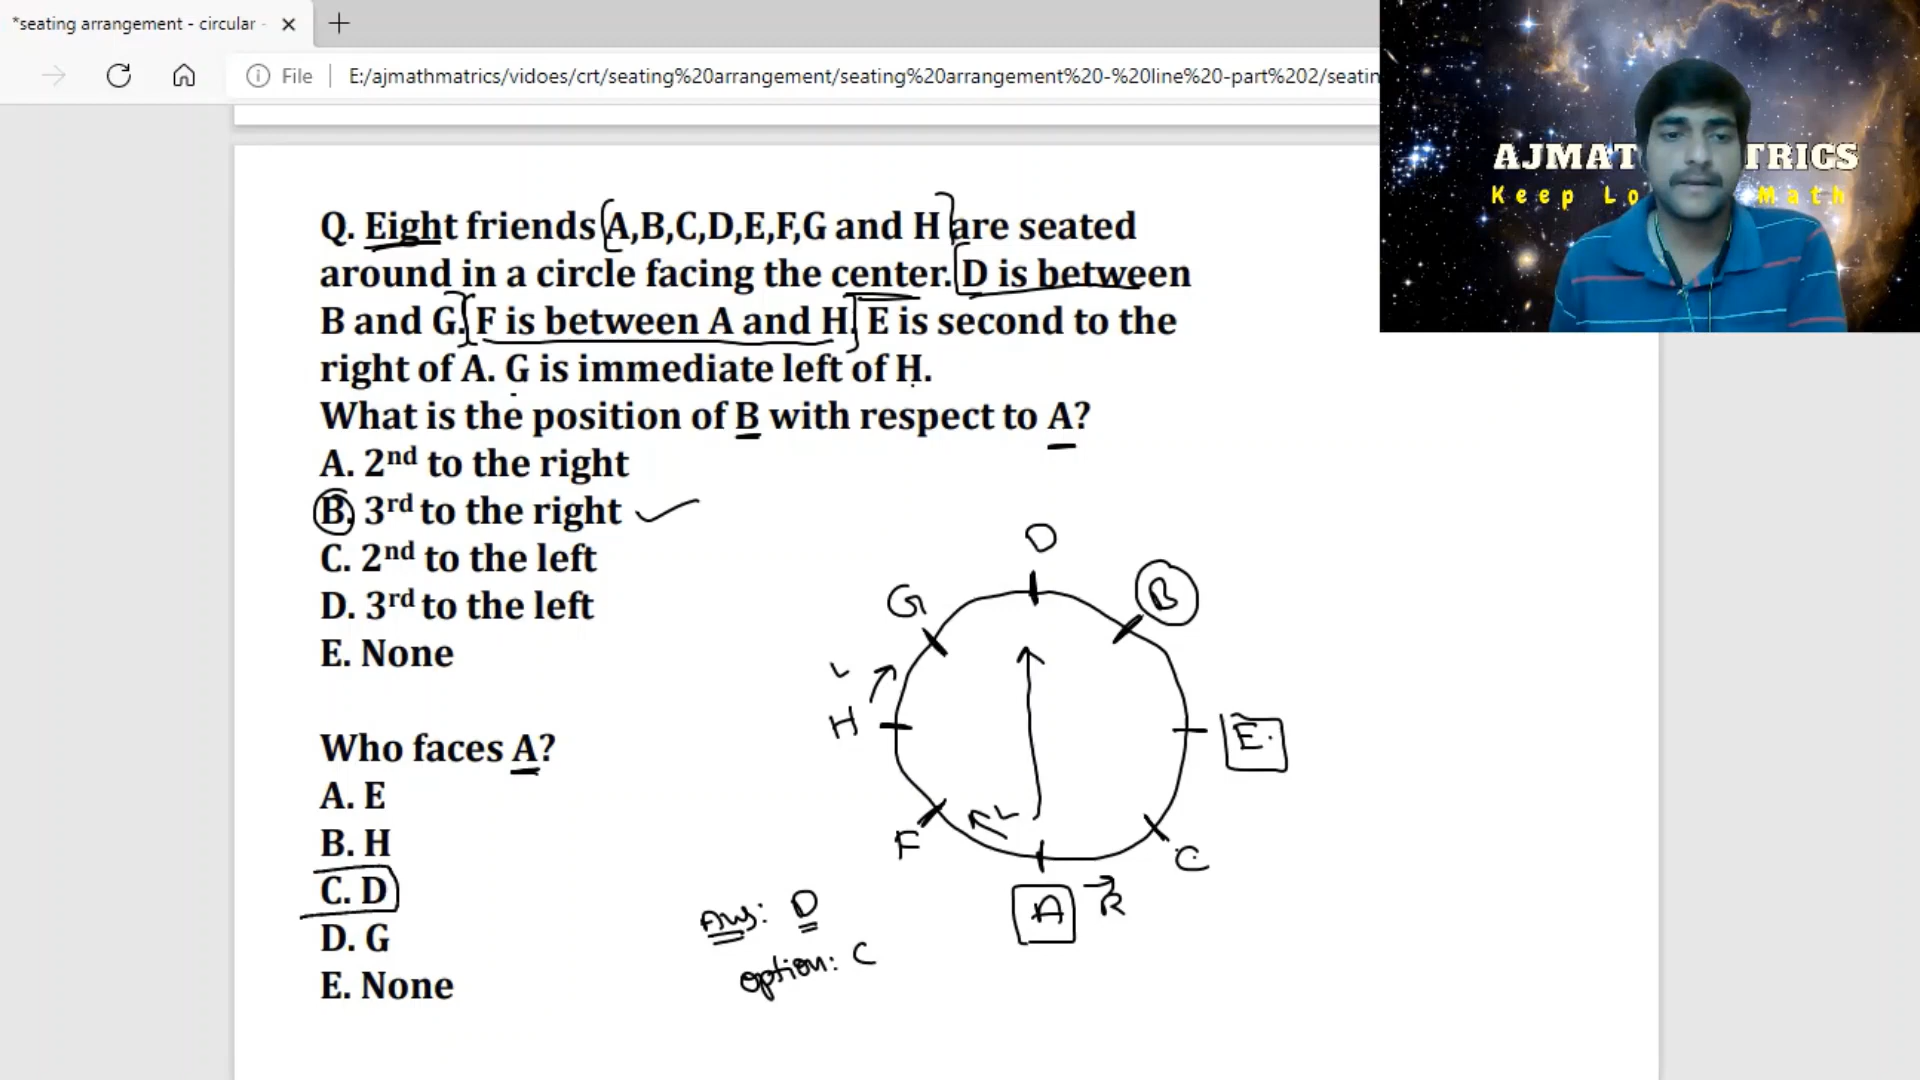 *seating arrangement - circular -
File
E:/ajmathmatrics/vidoes/crt/seating%20arrangement/seating%20arrangement%20-%20line%20-part%202/seatin
AJMAT TRICS
Keep Lo Math
Q. Eight friends A,B,C,D,E,F,G and H are seated
around in a circle facing the center. D is between
B and G. F is between A and H. E is second to the
right of A. G is immediate left of H.
What is the position of B with respect to A?
A. 2nd to the right
B. 3rd to the right
C. 2nd to the left
D. 3rd to the left
E. None
D
G
B
L
H
E
L
F
C
A
R
Who faces A?
A. E
B. H
C. D
D. G
E. None
Ans: D
option: C